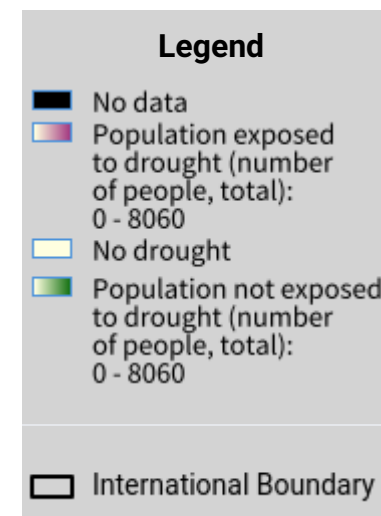 Legend
No data
Population exposed
to drought (number
of people, total):
0 - 8060
No drought
Population not exposed
to drought (number
of people, total):
0 - 8060
International Boundary